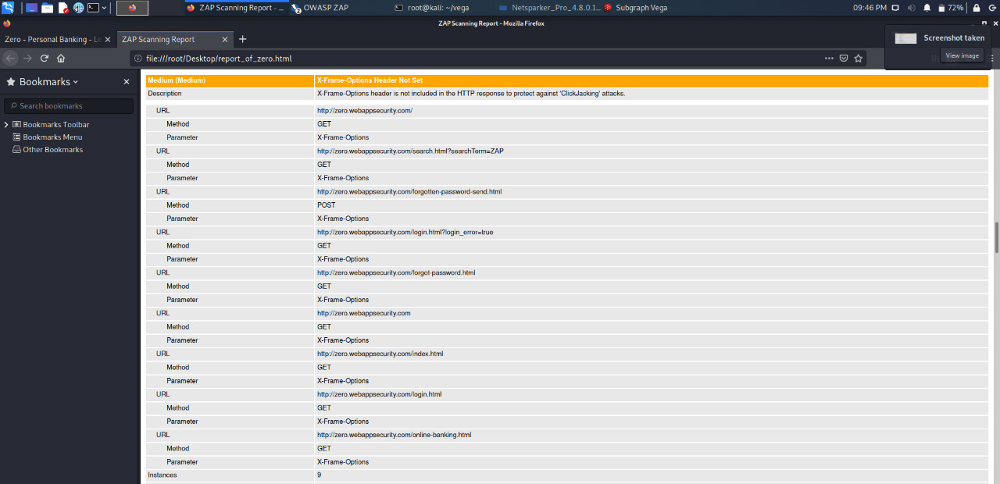 ZAP Scanning Report - ...
OWASP ZAP
2
root@kali: ~/vega
Netsparker_Pro_4.8.0.1...
Subgraph Vega
09:46 PM
72%
ZAP Scanning Report - Mozilla Firefox
Zero - Personal Banking - Lo
ZAP Scanning Report
Screenshot taken
View image
file:///root/Desktop/report_of_zero.html
Bookmarks
Search bookmarks
Bookmarks Toolbar
Bookmarks Menu
Other Bookmarks
Medium (Medium) X-Frame-Options Header Not Set
Description X-Frame-Options header is not included in the HTTP response to protect against 'ClickJacking' attacks.
URL http://zero.webappsecurity.com/
Method GET
Parameter X-Frame-Options
URL http://zero.webappsecurity.com/search.html?searchTerm=ZAP
Method GET
Parameter X-Frame-Options
URL http://zero.webappsecurity.com/forgotten-password-send.html
Method POST
Parameter X-Frame-Options
URL http://zero.webappsecurity.com/login.html?login_error=true
Method GET
Parameter X-Frame-Options
URL http://zero.webappsecurity.com/forgot-password.html
Method GET
Parameter X-Frame-Options
URL http://zero.webappsecurity.com
Method GET
Parameter X-Frame-Options
URL http://zero.webappsecurity.com/index.html
Method GET
Parameter X-Frame-Options
URL http://zero.webappsecurity.com/login.html
Method GET
Parameter X-Frame-Options
URL http://zero.webappsecurity.com/online-banking.html
Method GET
Parameter X-Frame-Options
Instances 9